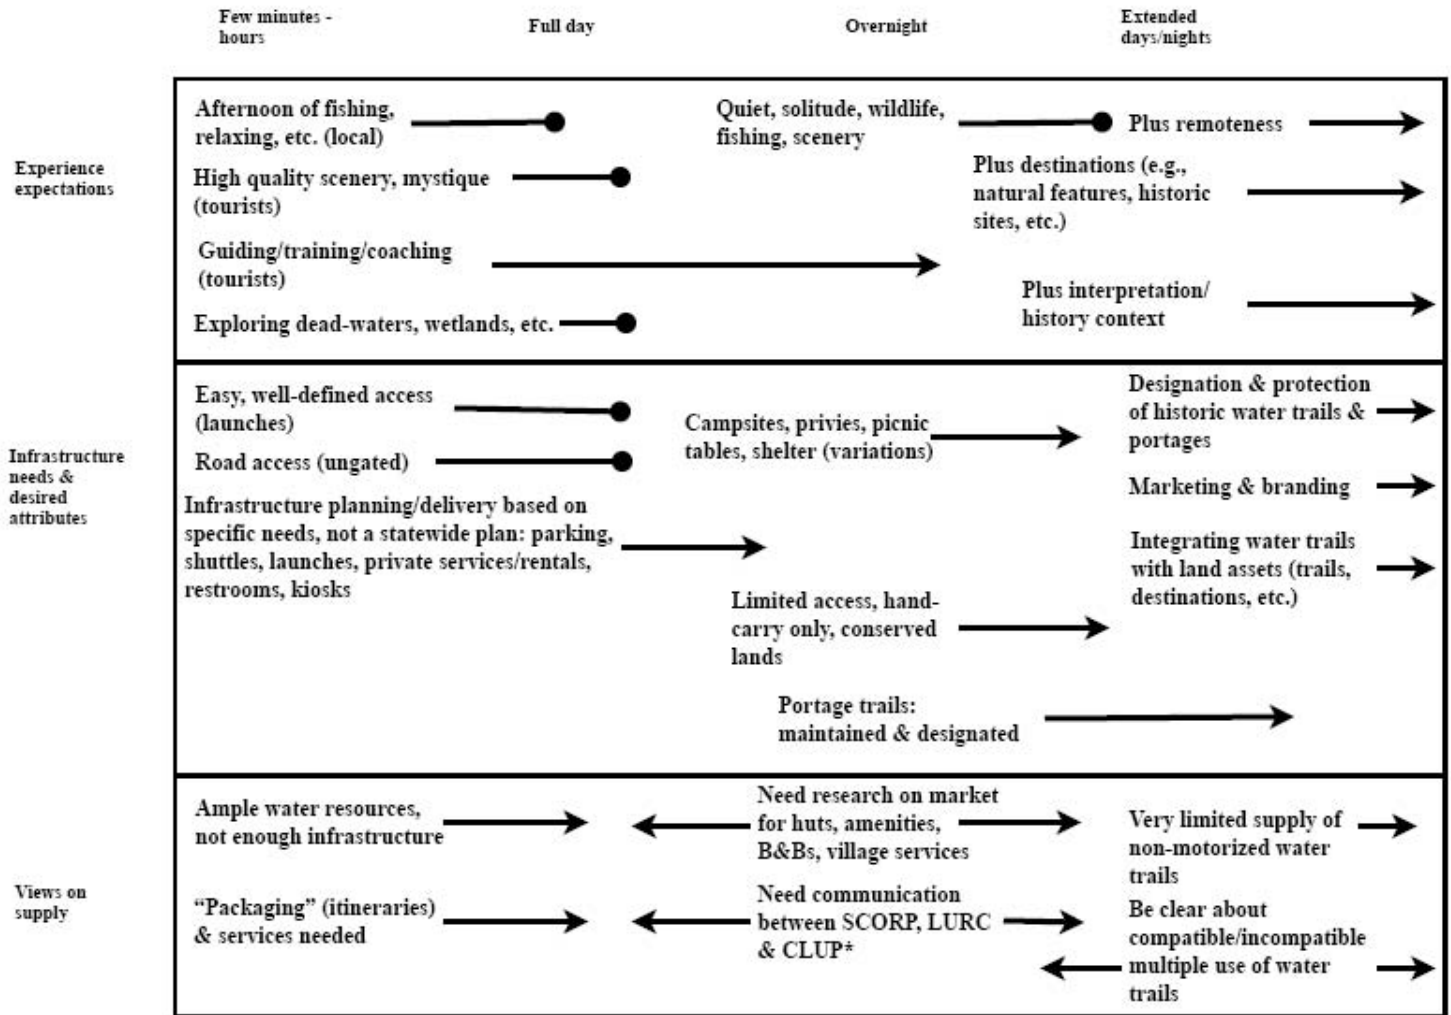 Few minutes -
hours
Full day
Overnight
Extended
days/nights
Experience
expectations
Afternoon of fishing,
relaxing, etc. (local)
Quiet, solitude, wildlife,
fishing, scenery
Plus remoteness
High quality scenery, mystique
(tourists)
Plus destinations (e.g.,
natural features, historic
sites, etc.)
Guiding/training/coaching
(tourists)
Plus interpretation/
history context
Exploring dead-waters, wetlands, etc.
Infrastructure
needs &
desired
attributes
Easy, well-defined access
(launches)
Campsites, privies, picnic
tables, shelter (variations)
Designation & protection
of historic water trails &
portages
Road access (ungated)
Marketing & branding
Infrastructure planning/delivery based on
specific needs, not a statewide plan: parking,
shuttles, launches, private services/rentals,
restrooms, kiosks
Integrating water trails
with land assets (trails,
destinations, etc.)
Limited access, hand-
carry only, conserved
lands
Portage trails:
maintained & designated
Views on
supply
Ample water resources,
not enough infrastructure
Need research on market
for huts, amenities,
B&Bs, village services
Very limited supply of
non-motorized water
trails
“Packaging” (itineraries)
& services needed
Need communication
between SCORP, LURC
& CLUP*
Be clear about
compatible/incompatible
multiple use of water
trails